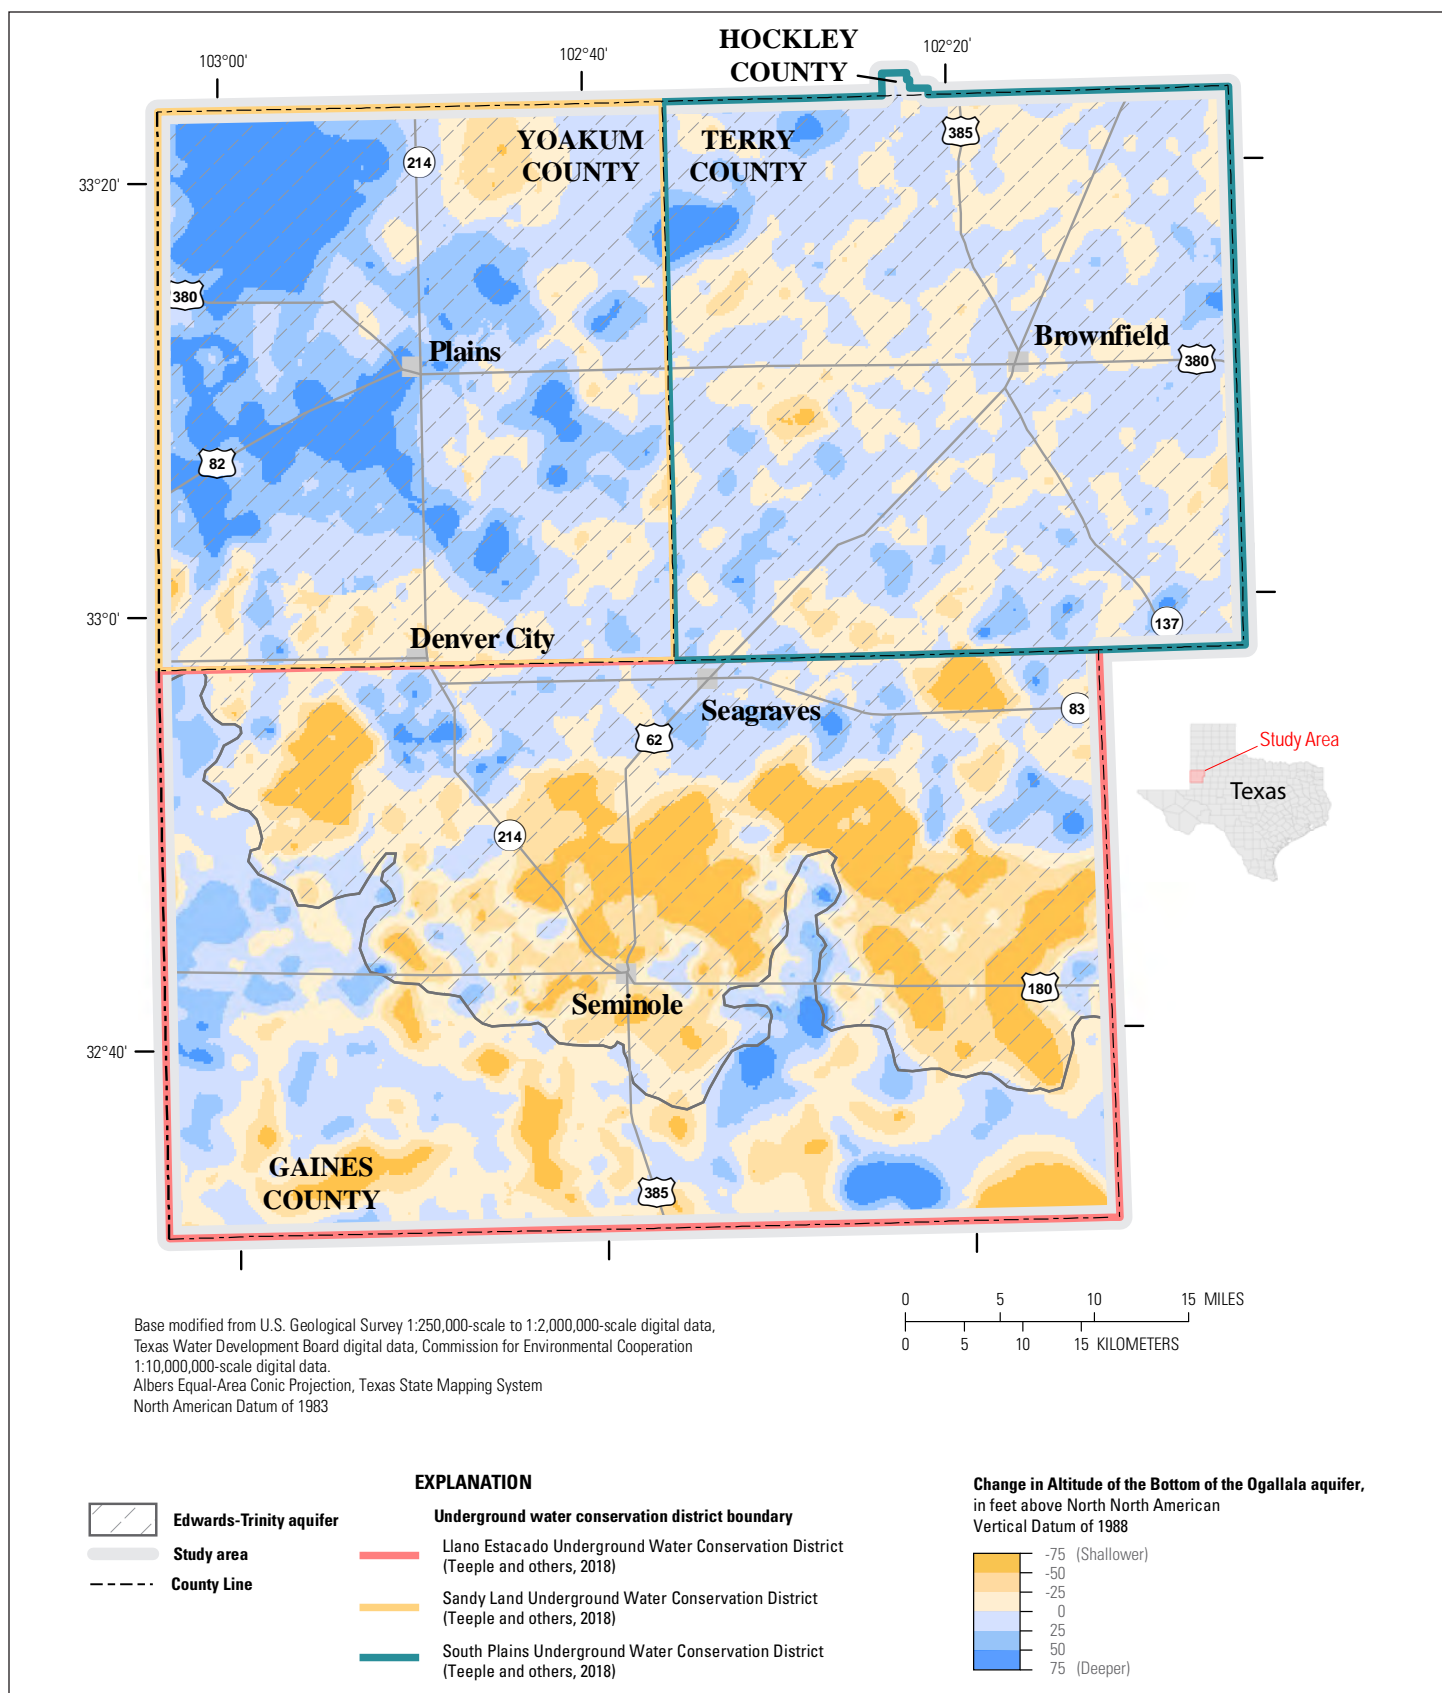 HOCKLEY
COUNTY
103°00'
102°40'
102°20'
YOAKUM
COUNTY
TERRY
COUNTY
214
385
33°20'
380
Plains
Brownfield
380
82
33°0'
Denver City
137
Seagraves
83
62
Study Area
Texas
214
Seminole
180
32°40'
GAINES
COUNTY
385
0 5 10 15 MILES
0 5 10 15 KILOMETERS
Base modified from U.S. Geological Survey 1:250,000-scale to 1:2,000,000-scale digital data,
Texas Water Development Board digital data, Commission for Environmental Cooperation
1:10,000,000-scale digital data.
Albers Equal-Area Conic Projection, Texas State Mapping System
North American Datum of 1983
EXPLANATION
Edwards-Trinity aquifer
Study area
County Line
Underground water conservation district boundary
Llano Estacado Underground Water Conservation District
(Teeple and others, 2018)
Sandy Land Underground Water Conservation District
(Teeple and others, 2018)
South Plains Underground Water Conservation District
(Teeple and others, 2018)
Change in Altitude of the Bottom of the Ogallala aquifer,
in feet above North North American
Vertical Datum of 1988
-75 (Shallower)
-50
-25
0
25
50
75 (Deeper)